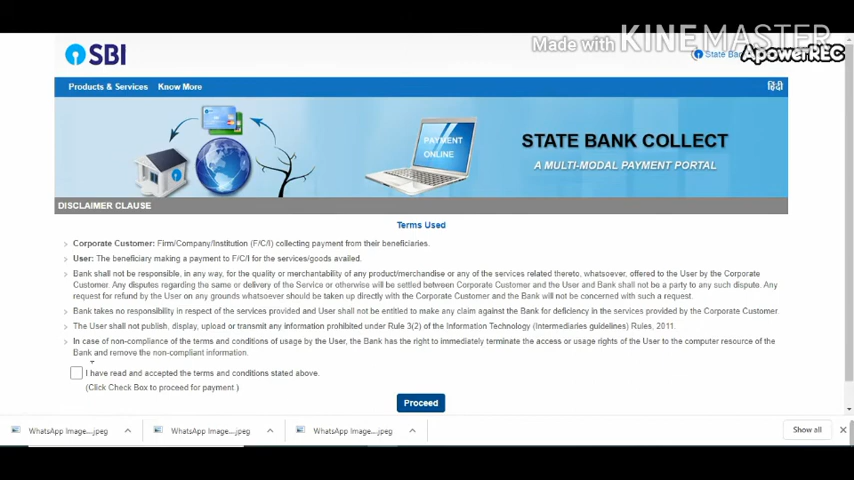 Made with KINEMASTER
SBI
State Ba
ApowerREC
Products & Services Know More
हिंदी
PAYMENT
ONLINE
STATE BANK COLLECT
A MULTI-MODAL PAYMENT PORTAL
DISCLAIMER CLAUSE
Terms Used
Corporate Customer: Firm/Company/Institution (F/C/I) collecting payment from their beneficiaries.
User: The beneficiary making a payment to F/C/I for the services/goods availed.
Bank shall not be responsible, in any way, for the quality or merchantability of any product/merchandise or any of the services related thereto, whatsoever, offered to the User by the Corporate
Customer. Any disputes regarding the same or delivery of the Service or otherwise will be settled between Corporate Customer and the User and Bank shall not be a party to any such dispute. Any
request for refund by the User on any grounds whatsoever should be taken up directly with the Corporate Customer and the Bank will not be concerned with such a request.
Bank takes no responsibility in respect of the services provided and User shall not be entitled to make any claim against the Bank for deficiency in the services provided by the Corporate Customer.
The User shall not publish, display, upload or transmit any information prohibited under Rule 3(2) of the Information Technology (Intermediaries guidelines) Rules, 2011.
In case of non-compliance of the terms and conditions of usage by the User, the Bank has the right to immediately terminate the access or usage rights of the User to the computer resource of the
Bank and remove the non-compliant information.
I have read and accepted the terms and conditions stated above.
(Click Check Box to proceed for payment.)
Proceed
WhatsApp Image....jpeg WhatsApp Image....jpeg WhatsApp Image....jpeg Show all